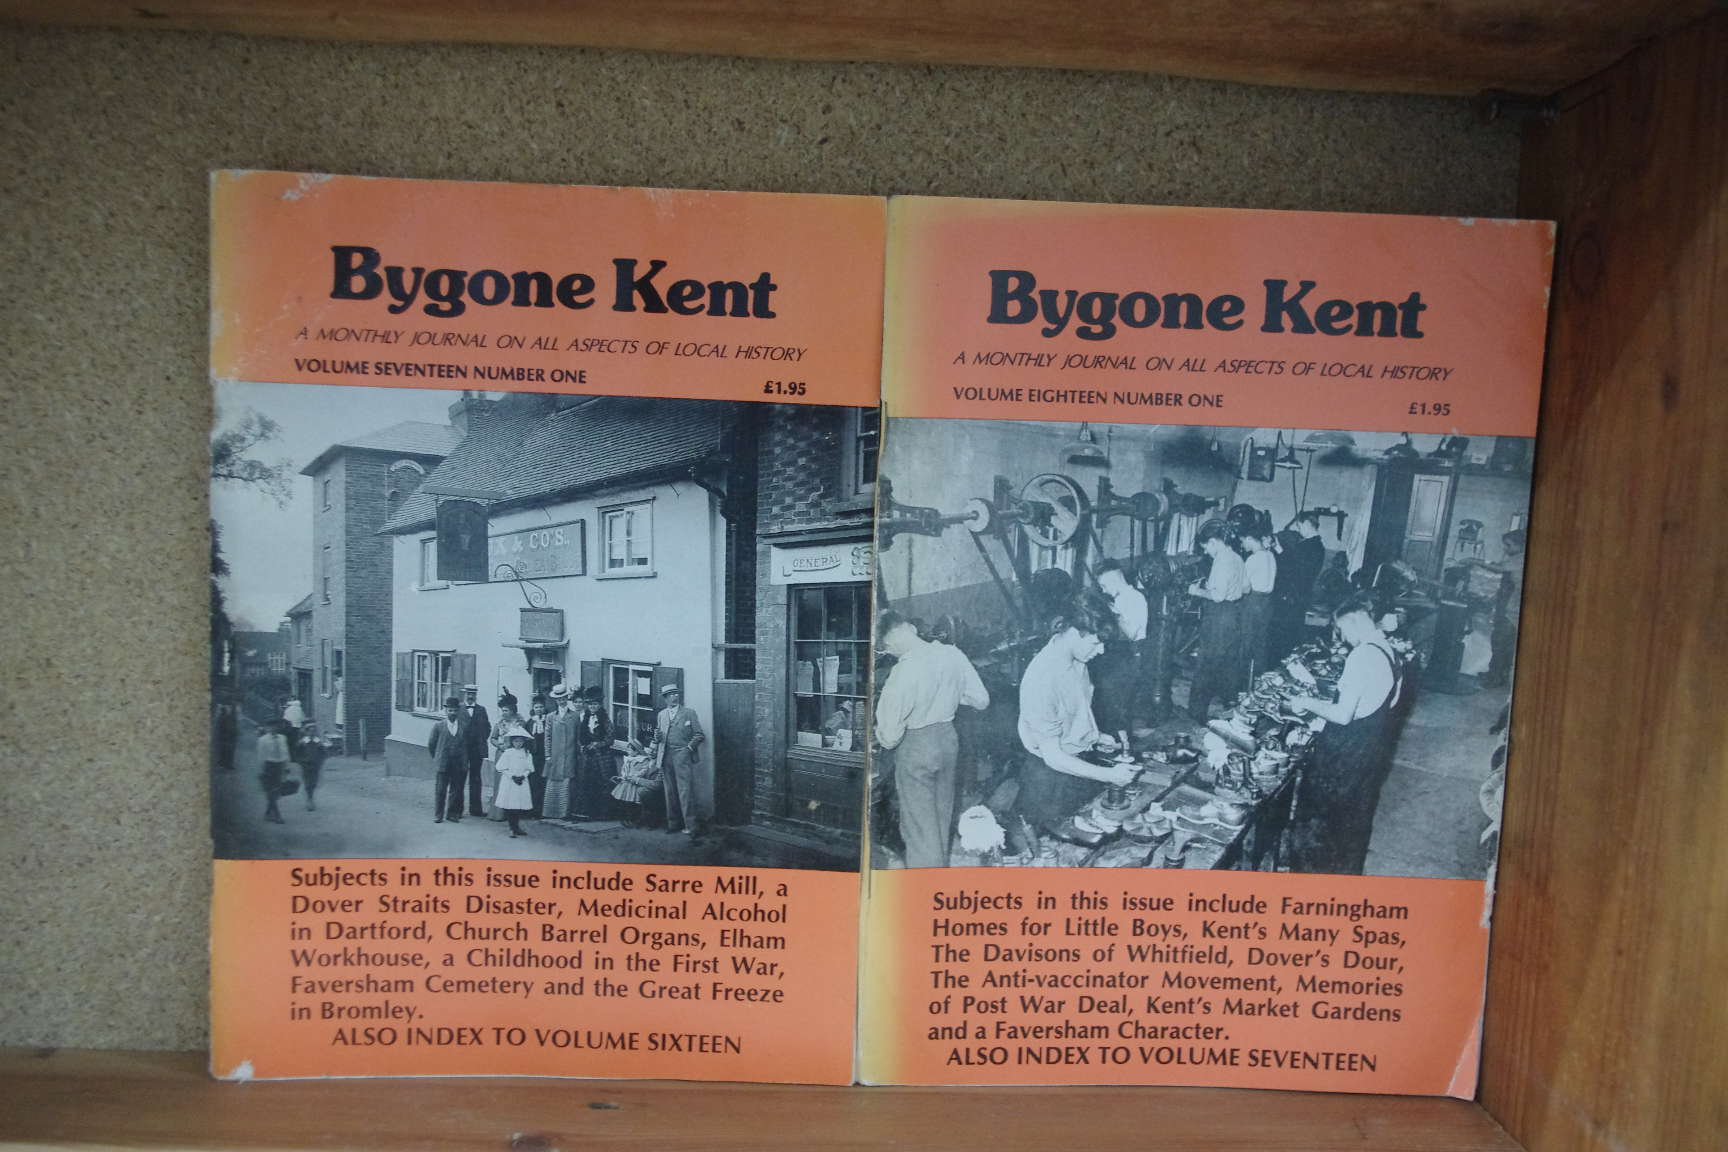 Bygone Kent
A MONTHLY JOURNAL ON ALL ASPECTS OF LOCAL HISTORY
VOLUME SEVENTEEN NUMBER ONE
£1.95
& CO'S.,
GENERAL
Subjects in this issue include Sarre Mill, a
Dover Straits Disaster, Medicinal Alcohol
in Dartford, Church Barrel Organs, Elham
Workhouse, a Childhood in the First War,
Faversham Cemetery and the Great Freeze
in Bromley.
ALSO INDEX TO VOLUME SIXTEEN
Bygone Kent
A MONTHLY JOURNAL ON ALL ASPECTS OF LOCAL HISTORY
VOLUME EIGHTEEN NUMBER ONE
£1.95
Subjects in this issue include Farningham
Homes for Little Boys, Kent's Many Spas,
The Davisons of Whitfield, Dover's Dour,
The Anti-vaccinator Movement, Memories
of Post War Deal, Kent's Market Gardens
and a Faversham Character.
ALSO INDEX TO VOLUME SEVENTEEN